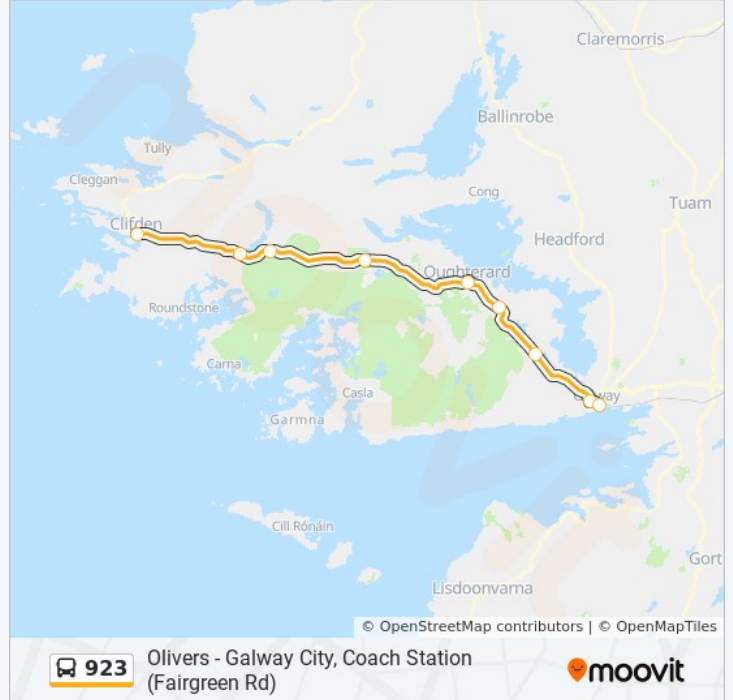 Claremorris
Ballinrobe
Tully
Cleggan
Cong
Tuam
Clifden
Headford
Oughterard
Roundstone
Carna
Casla
Galway
Garmna
Cill Rónáin
Gort
Lisdoonvarna
© OpenStreetMap contributors | © OpenMapTiles
923
Olivers - Galway City, Coach Station
(Fairgreen Rd)
moovit